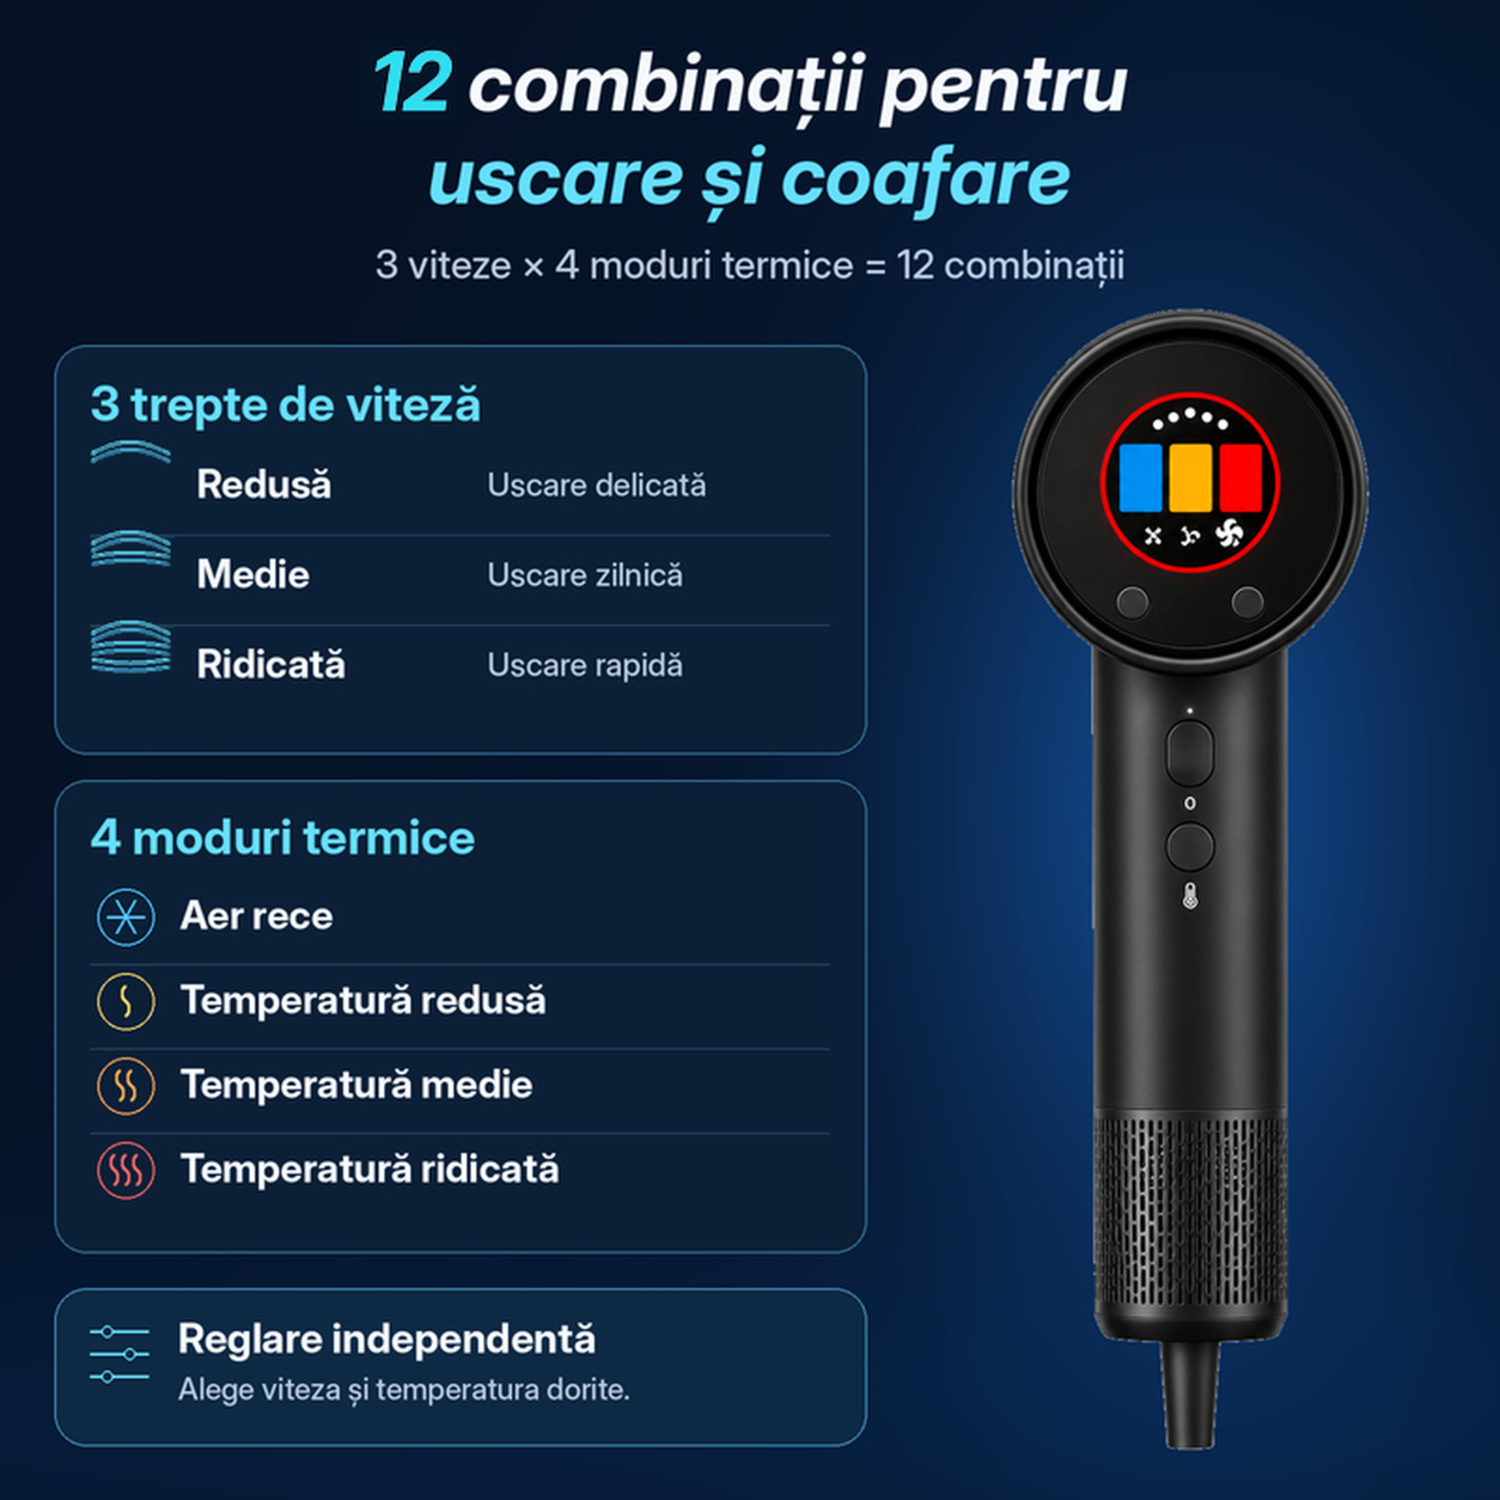 12 combinații pentru
uscare și coafare
3 viteze × 4 moduri termice = 12 combinații
3 trepte de viteză
Redusă Uscare delicată
Medie Uscare zilnică
Ridicată Uscare rapidă
4 moduri termice
Aer rece
Temperatură redusă
Temperatură medie
Temperatură ridicată
Reglare independentă
Alege viteza și temperatura dorite.
0